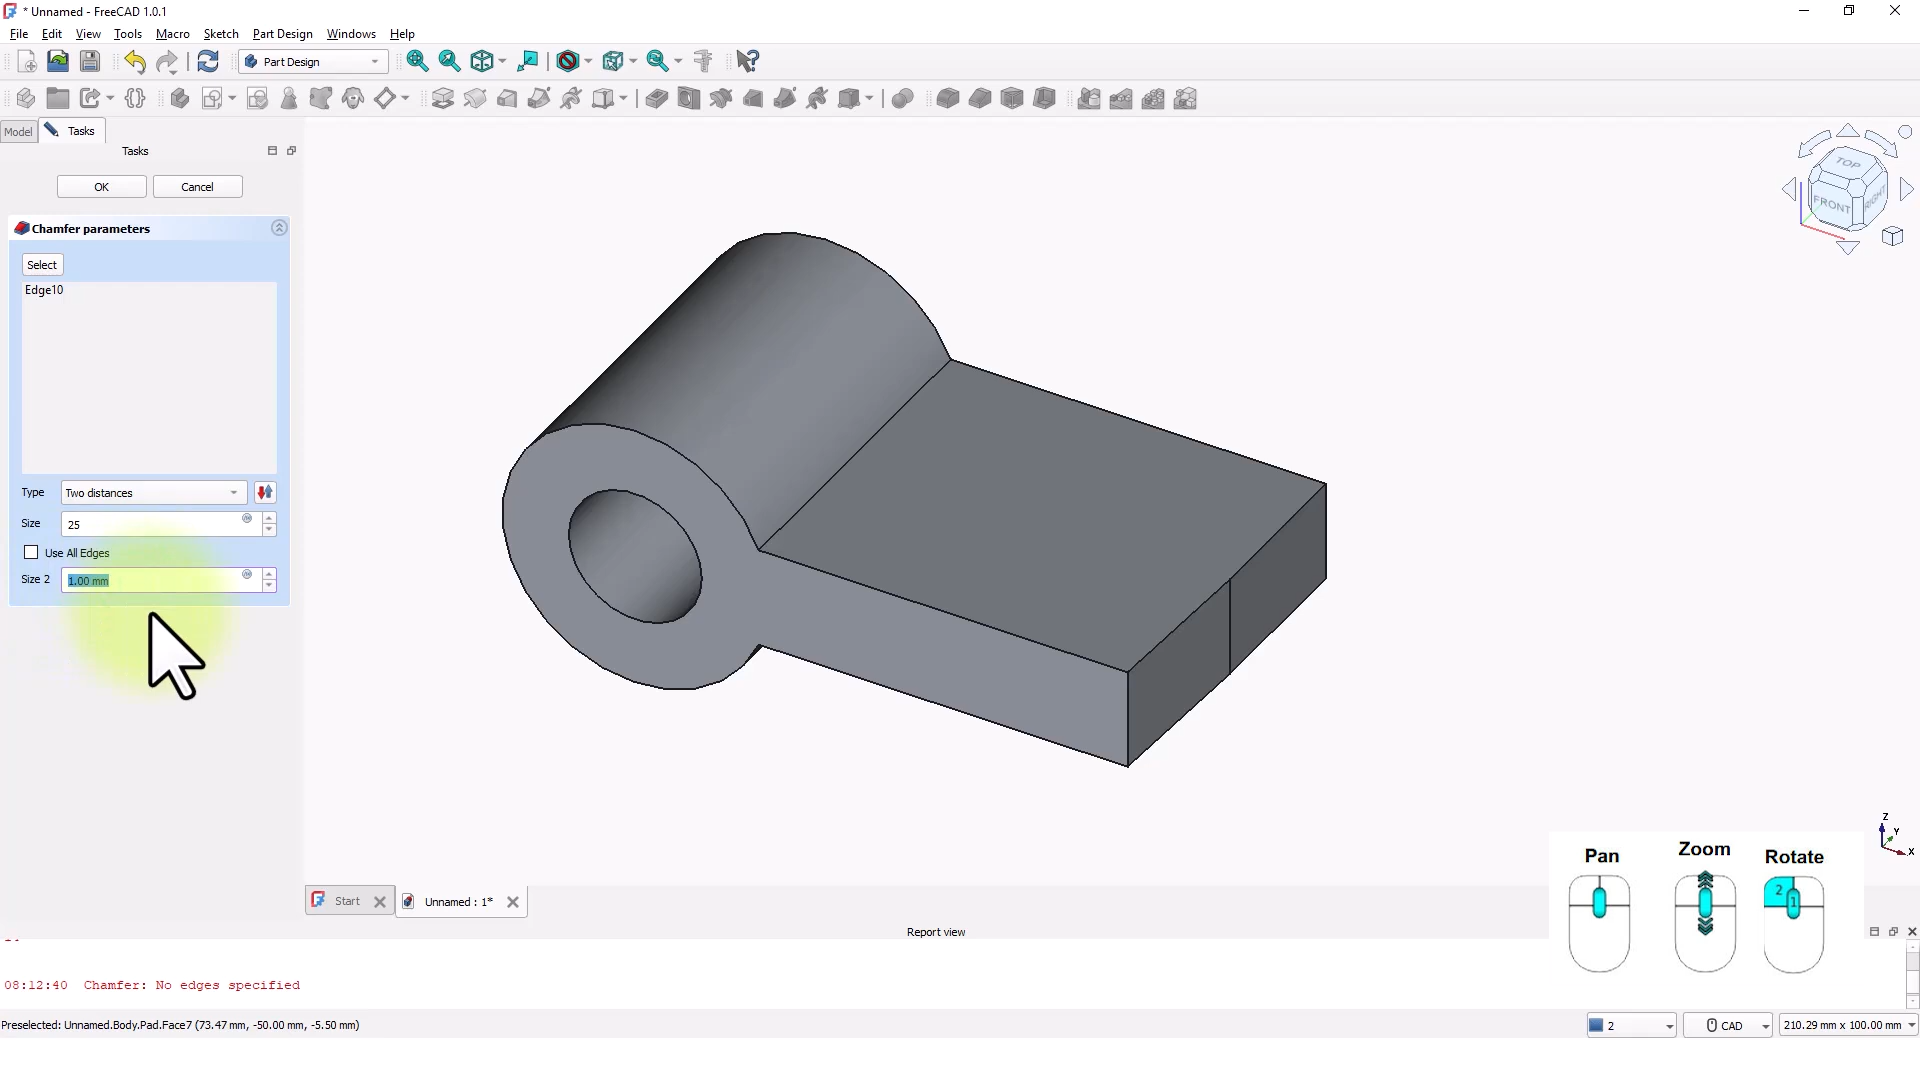 * Unnamed - FreeCAD 1.0.1
File Edit View Tools Macro Sketch Part Design Windows Help
Part Design
Model Tasks
Tasks
OK Cancel
Chamfer parameters
Select
Edge10
Type Two distances
Size 25
Use All Edges
Size 2 1.00 mm
TOP
FRONT
RIGHT
Z
Y
X
Pan Zoom Rotate
2
1
Start Unnamed : 1*
Report view
08:12:40 Chamfer: No edges specified
Preselected: Unnamed.Body.Pad.Face7 (73.47 mm, -50.00 mm, -5.50 mm)
2 CAD 210.29 mm x 100.00 mm